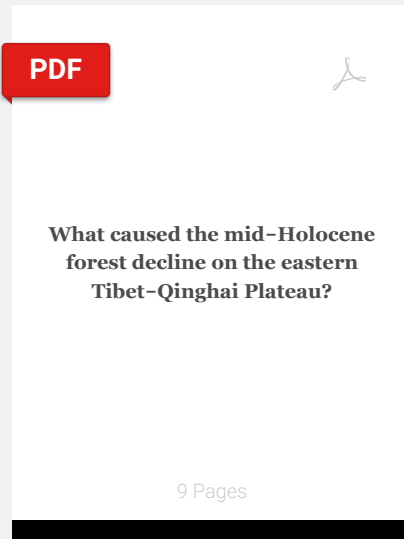 PDF
What caused the mid-Holocene
forest decline on the eastern
Tibet-Qinghai Plateau?
9 Pages